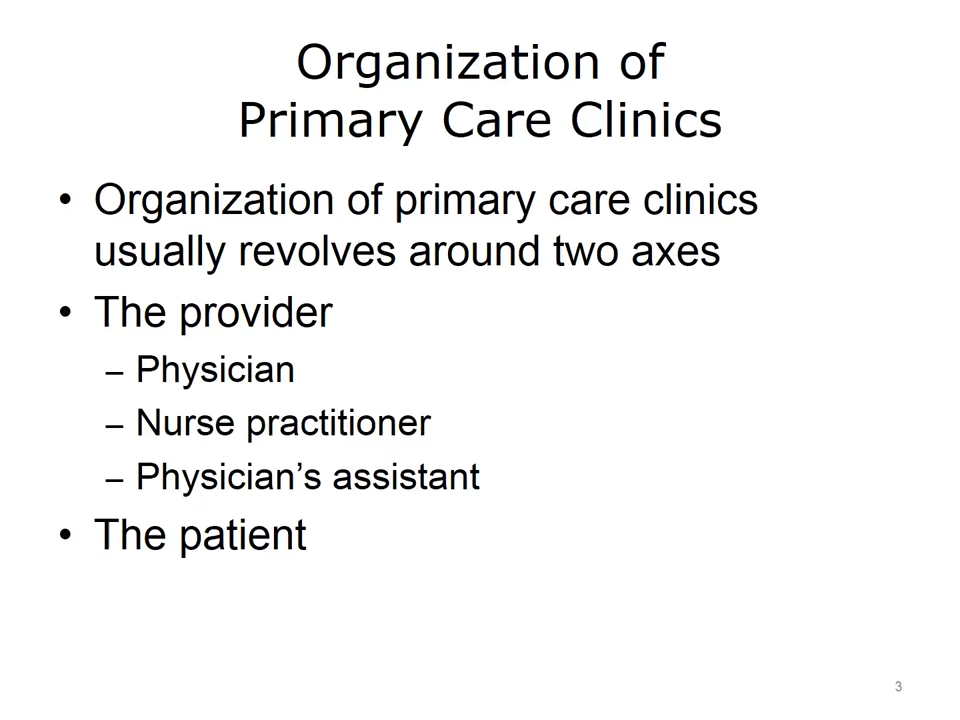 Organization of
Primary Care Clinics
• Organization of primary care clinics
usually revolves around two axes
• The provider
– Physician
– Nurse practitioner
– Physician’s assistant
• The patient
3